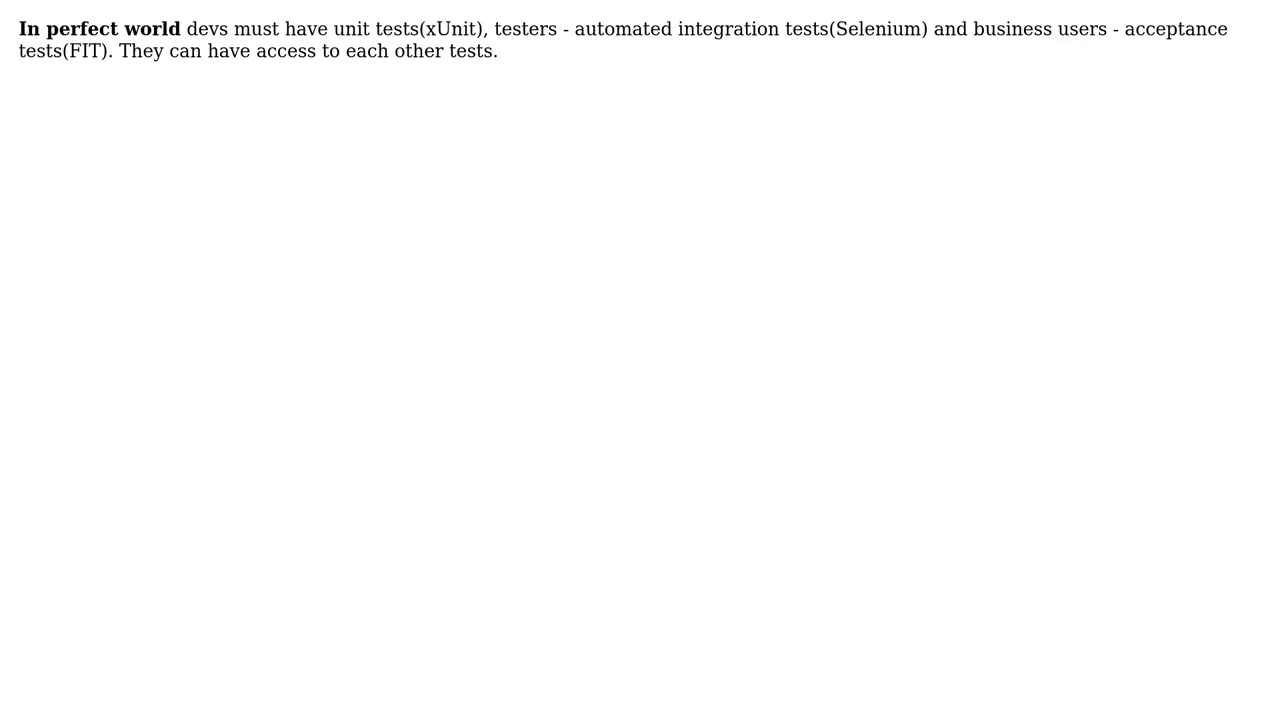 In perfect world devs must have unit tests(xUnit), testers - automated integration tests(Selenium) and business users - acceptance
tests(FIT). They can have access to each other tests.